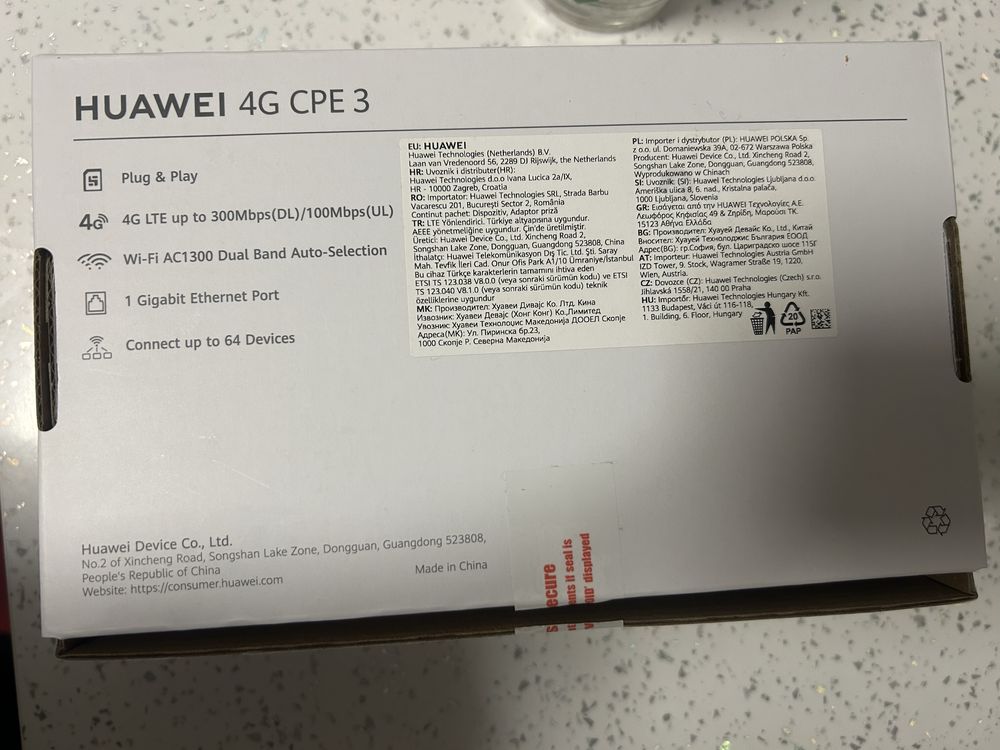 HUAWEI 4G CPE 3
Plug & Play
4G 4G LTE up to 300Mbps(DL)/100Mbps(UL)
Wi-Fi AC1300 Dual Band Auto-Selection
1 Gigabit Ethernet Port
Connect up to 64 Devices
EU: HUAWEI
Huawei Technologies (Netherlands) B.V.
Laan van Vredenoord 56, 2289 DJ Rijswijk, the Netherlands
HR: Uvoznik i distributer(HR):
Huawei Technologies d.o.o Ivana Lucica 2a/IX,
HR - 10000 Zagreb, Croatia
RO: Importator: Huawei Technologies SRL, Strada Barbu
Vacarescu 201, București Sector 2, România
Continut pachet: Dispozitiv, Adaptor priză
TR: LTE Yönlendirici. Türkiye altyapısına uygundur.
AEEE yönetmeliğine uygundur. Çin'de üretilmiştir.
Üretici: Huawei Device Co., Ltd. Xincheng Road 2,
Songshan Lake Zone, Dongguan, Guangdong 523808, China
İthalatçı: Huawei Telekomünikasyon Dış Tic. Ltd. Şti. Saray
Mah. Tevfik İleri Cad. Onur Ofis Park A1/10 Ümraniye/İstanbul
Bu cihaz Türkçe karakterlerin tamamını ihtiva eden
ETSI TS 123.038 V8.0.0 (veya sonraki sürümün kodu) ve ETSI
TS 123.040 V8.1.0 (veya sonraki sürümün kodu) teknik
özelliklerine uygundur
MK: Производител: Хуавеи Дивајс Ко. Лтд, Кина
Извозник: Хуавеи Девајс (Хонг Конг) Ко.,Лимитед
Увозник: Хуавеи Технолоџис Македонија ДООЕЛ Скопје
Адреса(МК): Ул. Пиринска бр.23,
1000 Скопје Р. Северна Македонија
PL: Importer i dystrybutor (PL): HUAWEI POLSKA Sp.
z o.o. ul. Domaniewska 39A, 02-672 Warszawa Polska
Producent: Huawei Device Co., Ltd. Xincheng Road 2,
Songshan Lake Zone, Dongguan, Guangdong 523808,
Wyprodukowano w Chinach
SI: Uvoznik (SI): Huawei Technologies Ljubljana d.o.o.
Ameriška ulica 8, 6. nad., Kristalna palača,
1000 Ljubljana, Slovenia
GR: Εισάγεται από την HUAWEI Τεχνολογίες Α.Ε.
Λεωφόρος Κηφισίας 49 & Ζηρίδη, Μαρούσι ΤΚ.
15123 Αθήνα Ελλάδα
BG: Производител: Хуауей Девайс Ко., Ltd., Китай
Вносител: Хуауей Технолоджис България ЕООД
Адрес(BG): гр.София, бул. Цариградско шосе 115Г
AT: Importeur: Huawei Technologies Austria GmbH
IZD Tower, 9. Stock, Wagramer Straße 19, 1220,
Wien, Austria.
CZ: Dovozce (CZ): Huawei Technologies (Czech) s.r.o.
Jihlavská 1558/21, 140 00 Praha
HU: Importőr: Huawei Technologies Hungary Kft.
1133 Budapest, Váci út 116-118,
1. Building, 6. Floor, Hungary
20
PAP
Huawei Device Co., Ltd.
No.2 of Xincheng Road, Songshan Lake Zone, Dongguan, Guangdong 523808,
People's Republic of China
Website: https://consumer.huawei.com
Made in China
if seal is
displayed